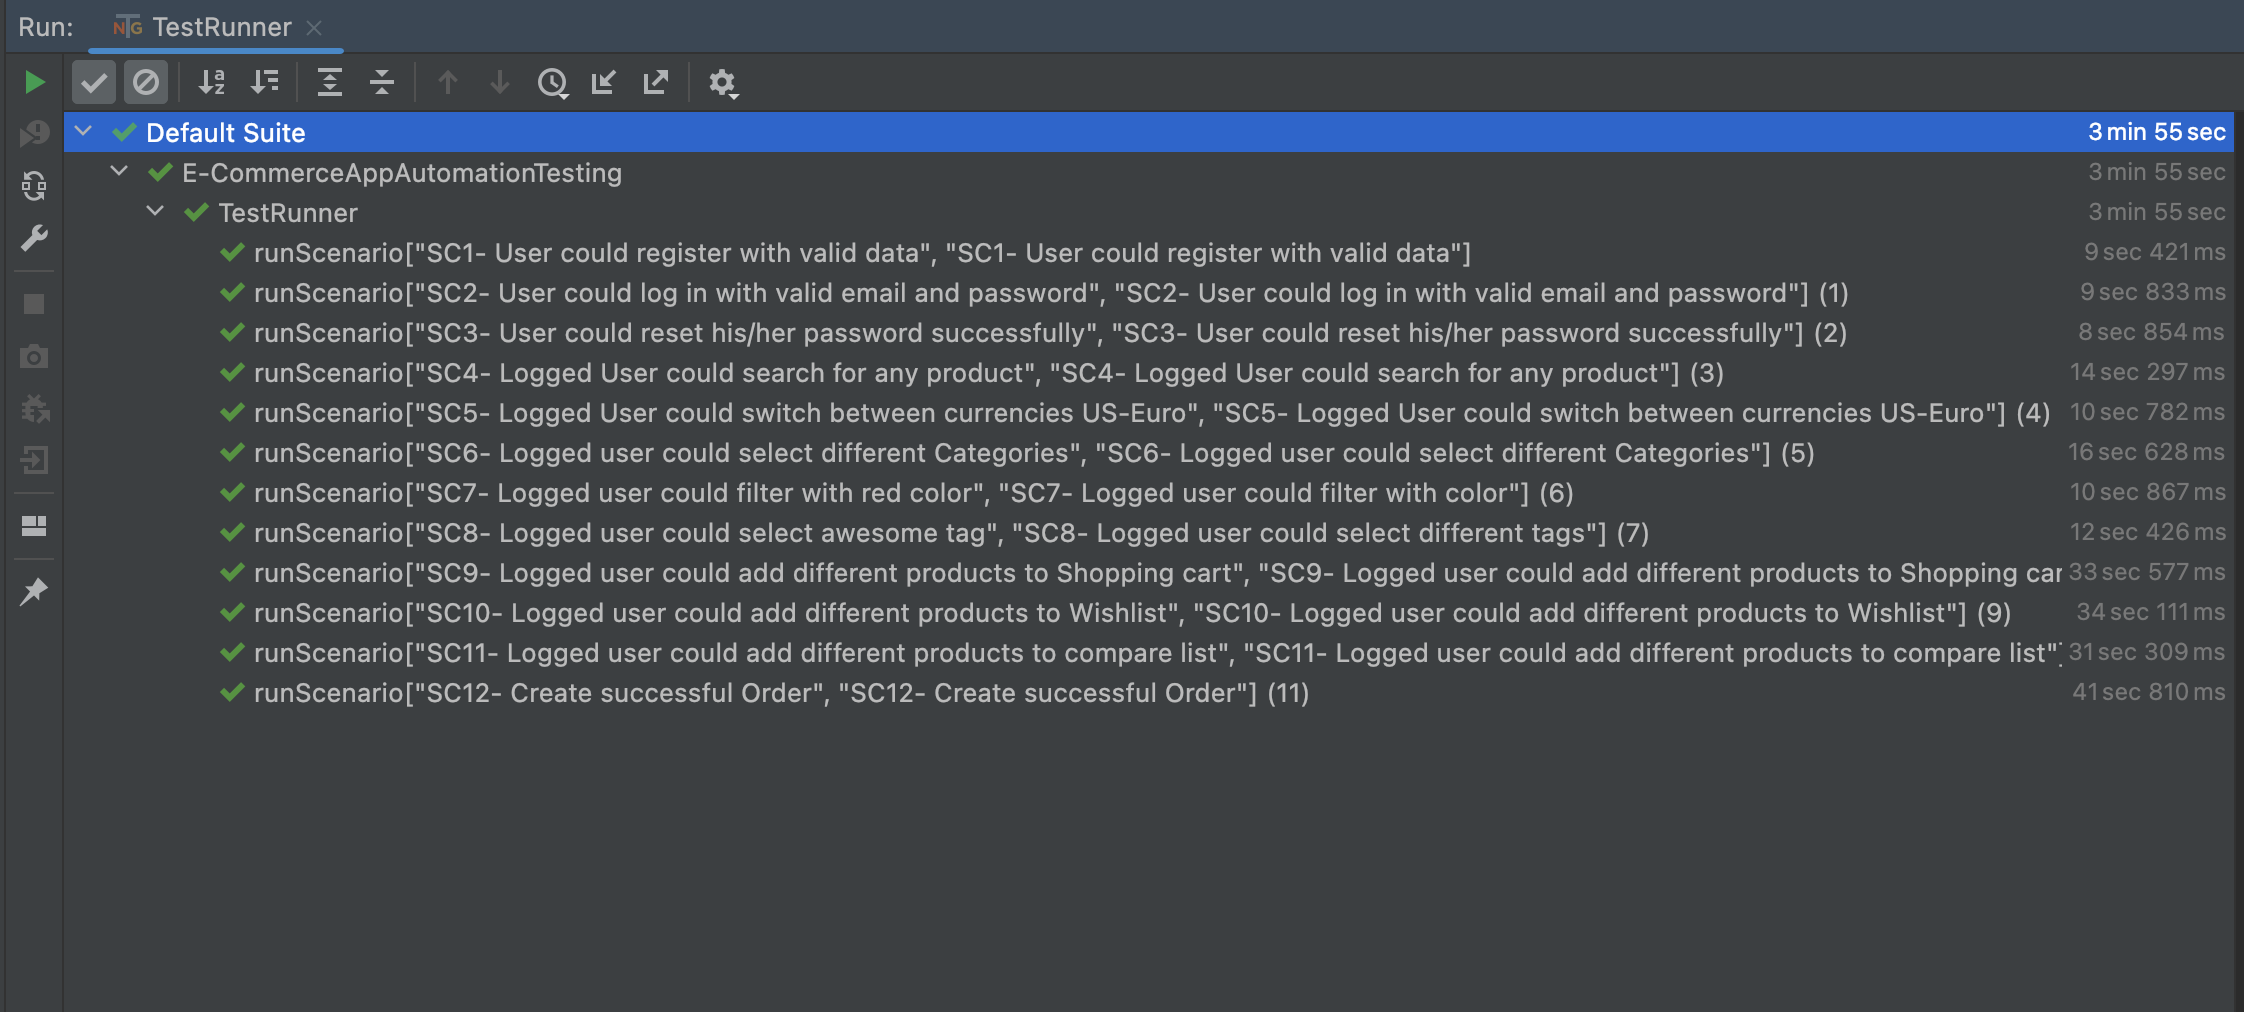 Run: NTG TestRunner
Default Suite 3 min 55 sec
E-CommerceAppAutomationTesting 3 min 55 sec
TestRunner 3 min 55 sec
runScenario["SC1- User could register with valid data", "SC1- User could register with valid data"] 9 sec 421 ms
runScenario["SC2- User could log in with valid email and password", "SC2- User could log in with valid email and password"] (1) 9 sec 833 ms
runScenario["SC3- User could reset his/her password successfully", "SC3- User could reset his/her password successfully"] (2) 8 sec 854 ms
runScenario["SC4- Logged User could search for any product", "SC4- Logged User could search for any product"] (3) 14 sec 297 ms
runScenario["SC5- Logged User could switch between currencies US-Euro", "SC5- Logged User could switch between currencies US-Euro"] (4) 10 sec 782 ms
runScenario["SC6- Logged user could select different Categories", "SC6- Logged user could select different Categories"] (5) 16 sec 628 ms
runScenario["SC7- Logged user could filter with red color", "SC7- Logged user could filter with color"] (6) 10 sec 867 ms
runScenario["SC8- Logged user could select awesome tag", "SC8- Logged user could select different tags"] (7) 12 sec 426 ms
runScenario["SC9- Logged user could add different products to Shopping cart", "SC9- Logged user could add different products to Shopping car 33 sec 577 ms
runScenario["SC10- Logged user could add different products to Wishlist", "SC10- Logged user could add different products to Wishlist"] (9) 34 sec 111 ms
runScenario["SC11- Logged user could add different products to compare list", "SC11- Logged user could add different products to compare list"] 31 sec 309 ms
runScenario["SC12- Create successful Order", "SC12- Create successful Order"] (11) 41 sec 810 ms